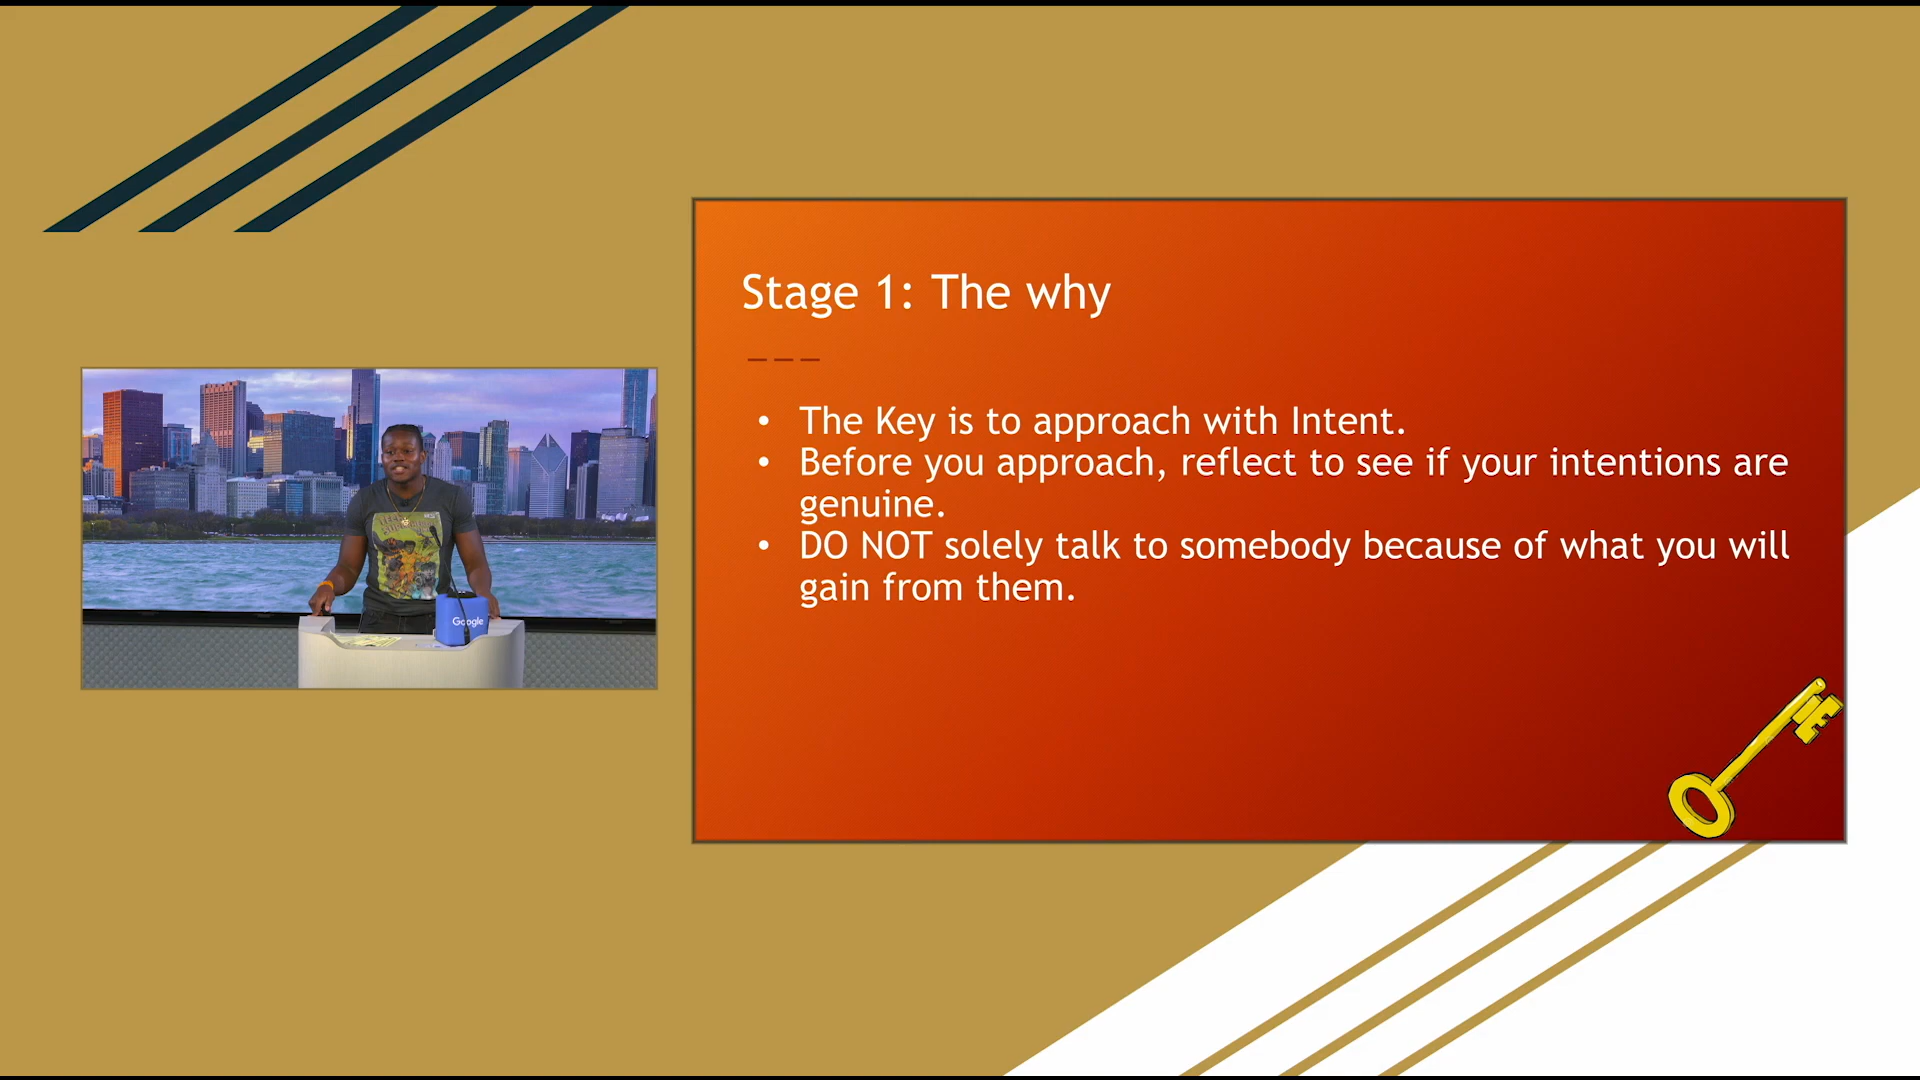 Stage 1: The why
The Key is to approach with Intent.
Before you approach, reflect to see if your intentions are
genuine.
DO NOT solely talk to somebody because of what you will
gain from them.
Google